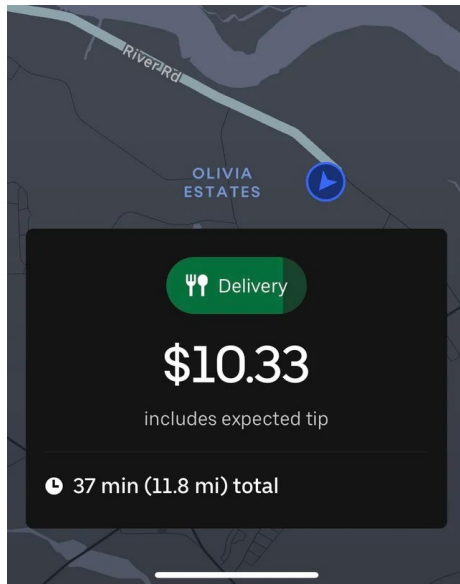 River Rd
OLIVIA
ESTATES
Delivery
$10.33
includes expected tip
37 min (11.8 mi) total